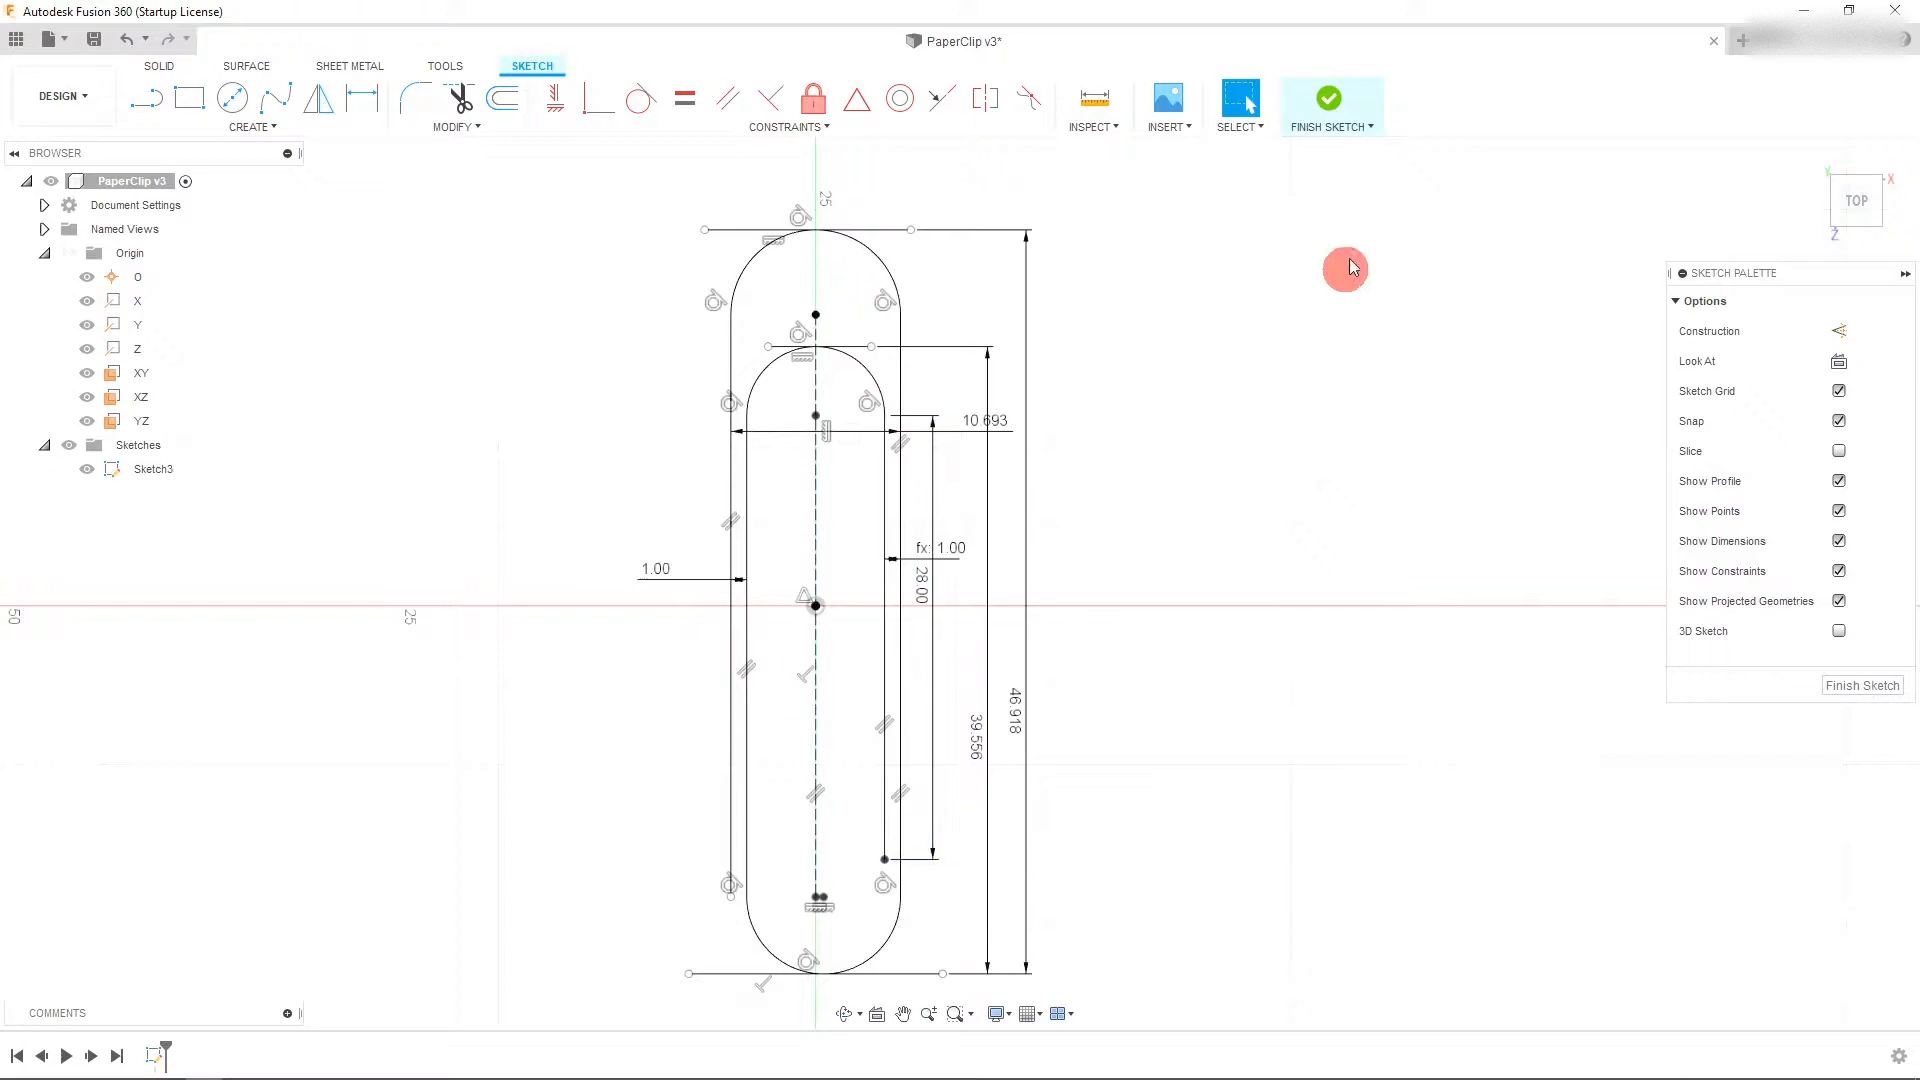 Autodesk Fusion 360 (Startup License)
PaperClip v3*
SOLID
SURFACE
SHEET METAL
TOOLS
SKETCH
DESIGN
CREATE
MODIFY
CONSTRAINTS
INSPECT
INSERT
SELECT
FINISH SKETCH
BROWSER
PaperClip v3
Document Settings
Named Views
Origin
O
X
Y
Z
XY
XZ
YZ
Sketches
Sketch3
25
10.693
1.00
fx: 1.00
28.00
46.918
39.556
50
25
Y
X
TOP
Z
SKETCH PALETTE
Options
Construction
Look At
Sketch Grid
Snap
Slice
Show Profile
Show Points
Show Dimensions
Show Constraints
Show Projected Geometries
3D Sketch
Finish Sketch
COMMENTS